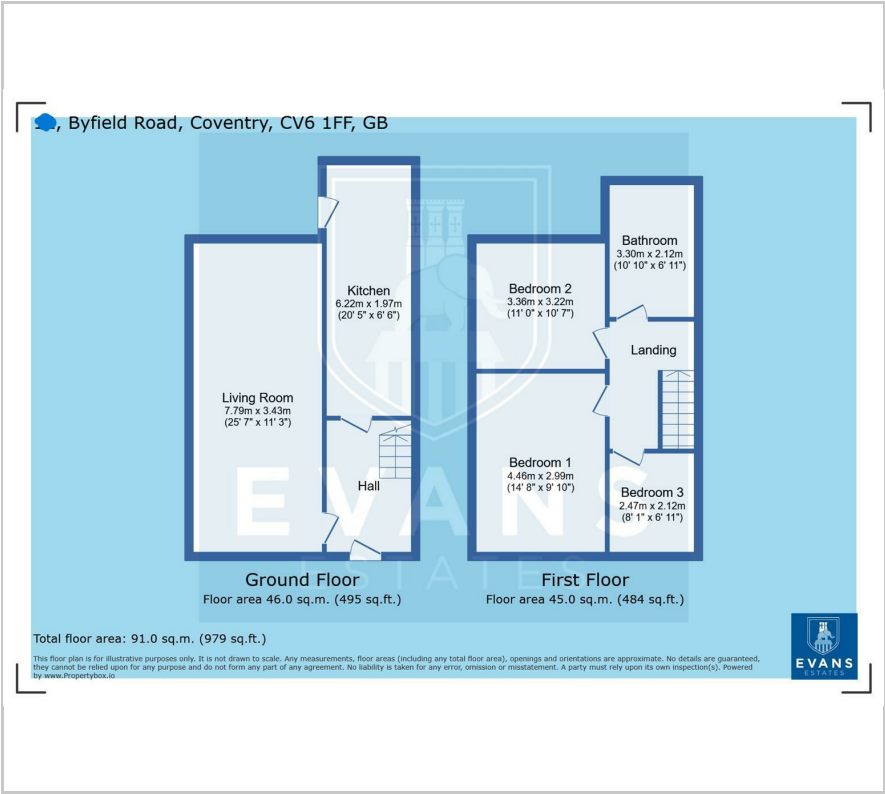 , Byfield Road, Coventry, CV6 1FF, GB
Kitchen
6.22m x 1.97m
(20' 5" x 6' 6")
Living Room
7.79m x 3.43m
(25' 7" x 11' 3")
Hall
Bathroom
3.30m x 2.12m
(10' 10" x 6' 11")
Bedroom 2
3.36m x 3.22m
(11' 0" x 10' 7")
Landing
Bedroom 1
4.46m x 2.99m
(14' 8" x 9' 10")
Bedroom 3
2.47m x 2.12m
(8' 1" x 6' 11")
EVANS
ESTATES
Ground Floor
Floor area 46.0 sq.m. (495 sq.ft.)
First Floor
Floor area 45.0 sq.m. (484 sq.ft.)
Total floor area: 91.0 sq.m. (979 sq.ft.)
This floor plan is for illustrative purposes only. It is not drawn to scale. Any measurements, floor areas (including any total floor area), openings and orientations are approximate. No details are guaranteed,
they cannot be relied upon for any purpose and do not form any part of any agreement. No liability is taken for any error, omission or misstatement. A party must rely upon its own inspection(s). Powered
by www.Propertybox.io
EVANS
ESTATES